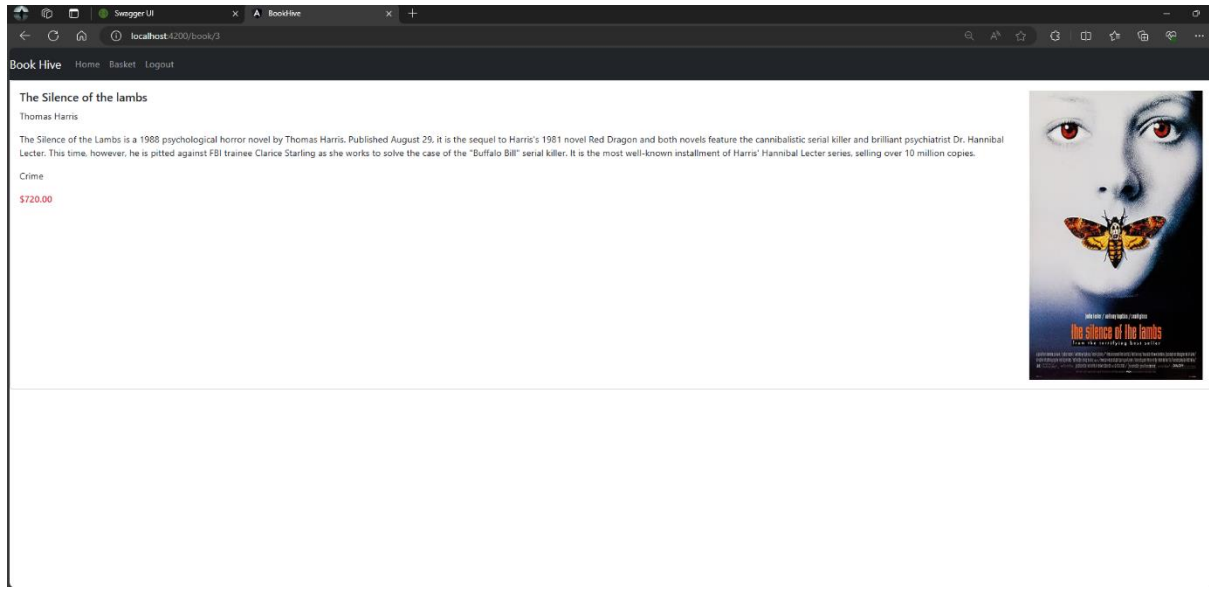 Swagger UI
BookHive
localhost:4200/book/3
Book Hive Home Basket Logout
The Silence of the lambs
Thomas Harris
The Silence of the Lambs is a 1988 psychological horror novel by Thomas Harris. Published August 29, it is the sequel to Harris's 1981 novel Red Dragon and both novels feature the cannibalistic serial killer and brilliant psychiatrist Dr. Hannibal
Lecter. This time, however, he is pitted against FBI trainee Clarice Starling as she works to solve the case of the "Buffalo Bill" serial killer. It is the most well-known installment of Harris' Hannibal Lecter series, selling over 10 million copies.
Crime
$720.00
the silence of the lambs
from the terrifying best seller